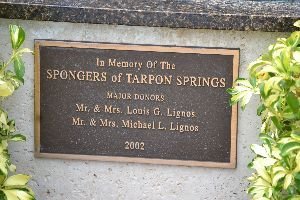 In Memory Of The
SPONGERS of TARPON SPRINGS
MAJOR DONORS
Mr. & Mrs. Louis G. Lignos
Mr. & Mrs. Michael L. Lignos
2002